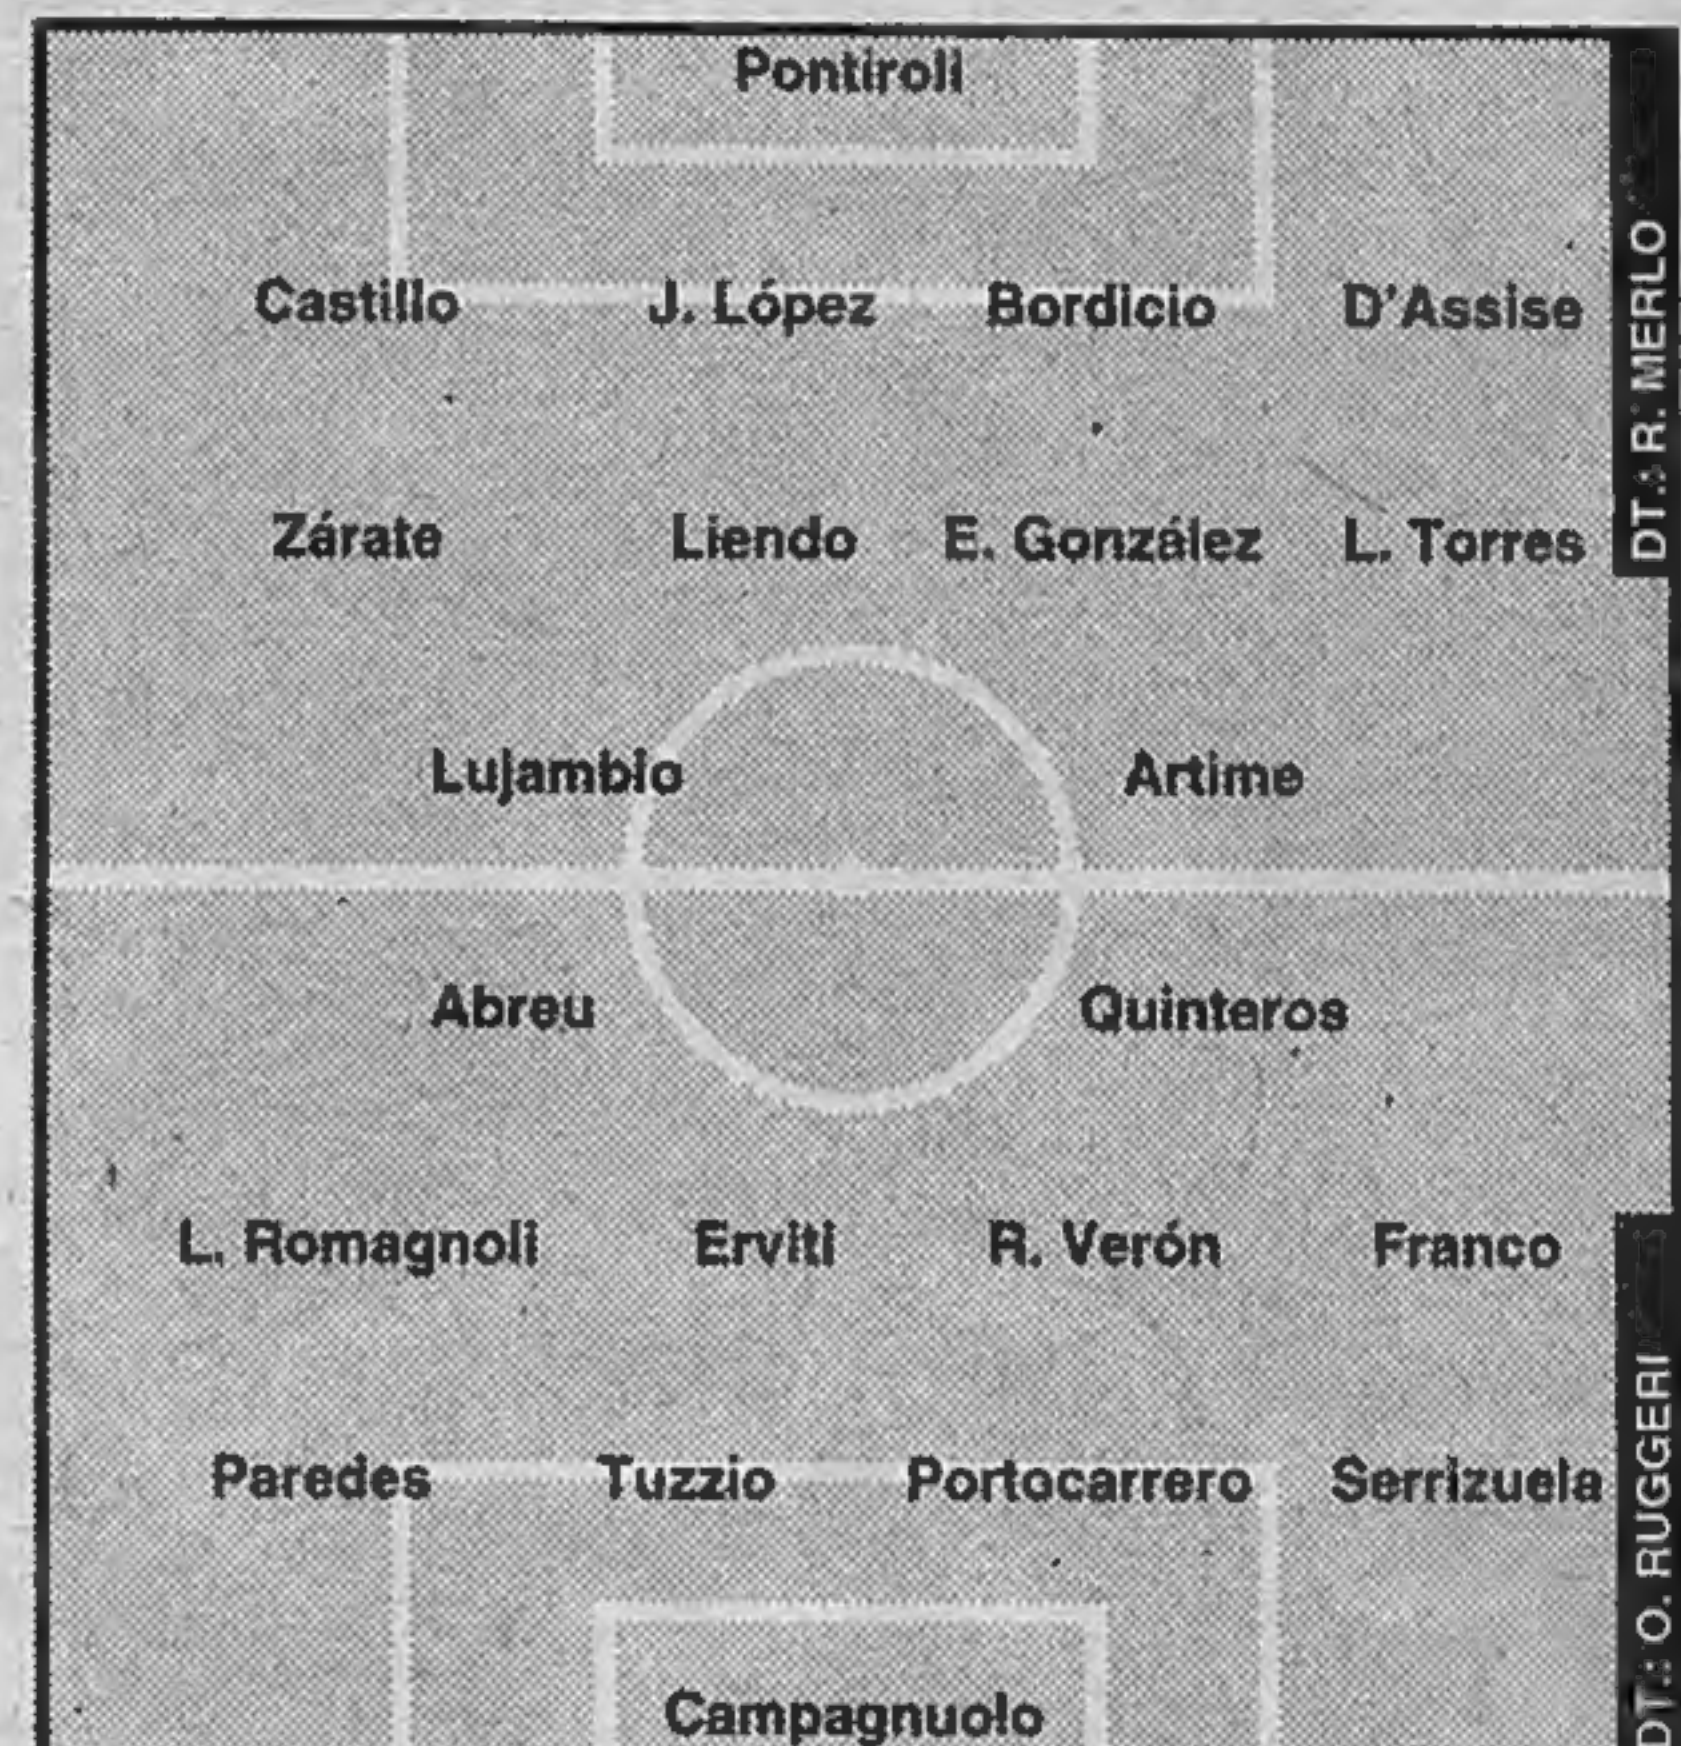 Pontiroli
Castillo J. López Bordicio D'Assise
Zárate Liendo E. González L. Torres
Lujambio Artime
DT.: R. MERLO
Abreu Quinteros
L. Romagnoli Erviti R. Verón Franco
Paredes Tuzzio Portocarrero Serrizuela
Campagnuolo
DT.: O. RUGGERI